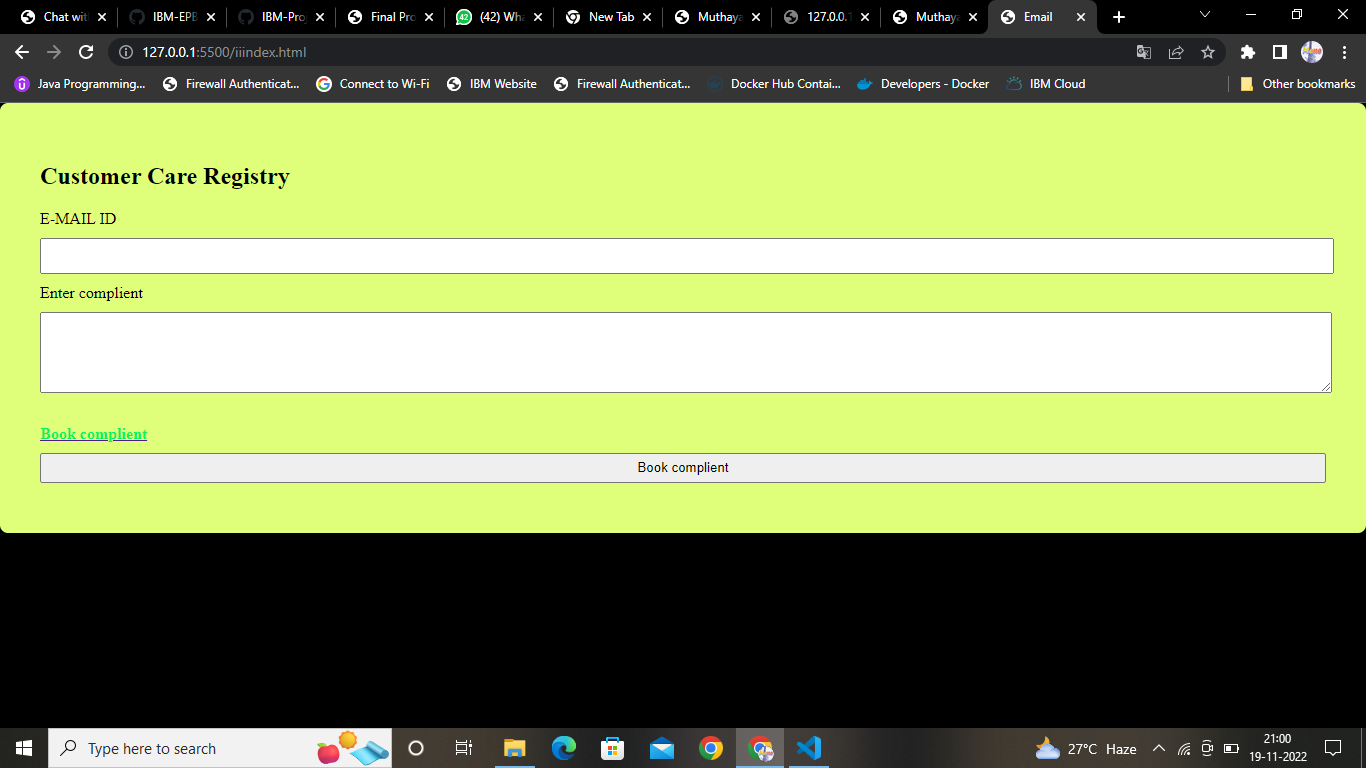 Chat wit IBM-EPB IBM-Pro Final Pro (42) Wha New Tab Muthaya 127.0.0.1 Muthaya Email
127.0.0.1:5500/iiindex.html
Java Programming... Firewall Authenticat... Connect to Wi-Fi IBM Website Firewall Authenticat... Docker Hub Contai... Developers - Docker IBM Cloud Other bookmarks
Customer Care Registry
E-MAIL ID
Enter complient
Book complient
Book complient
Type here to search 27°C Haze 21:00
19-11-2022